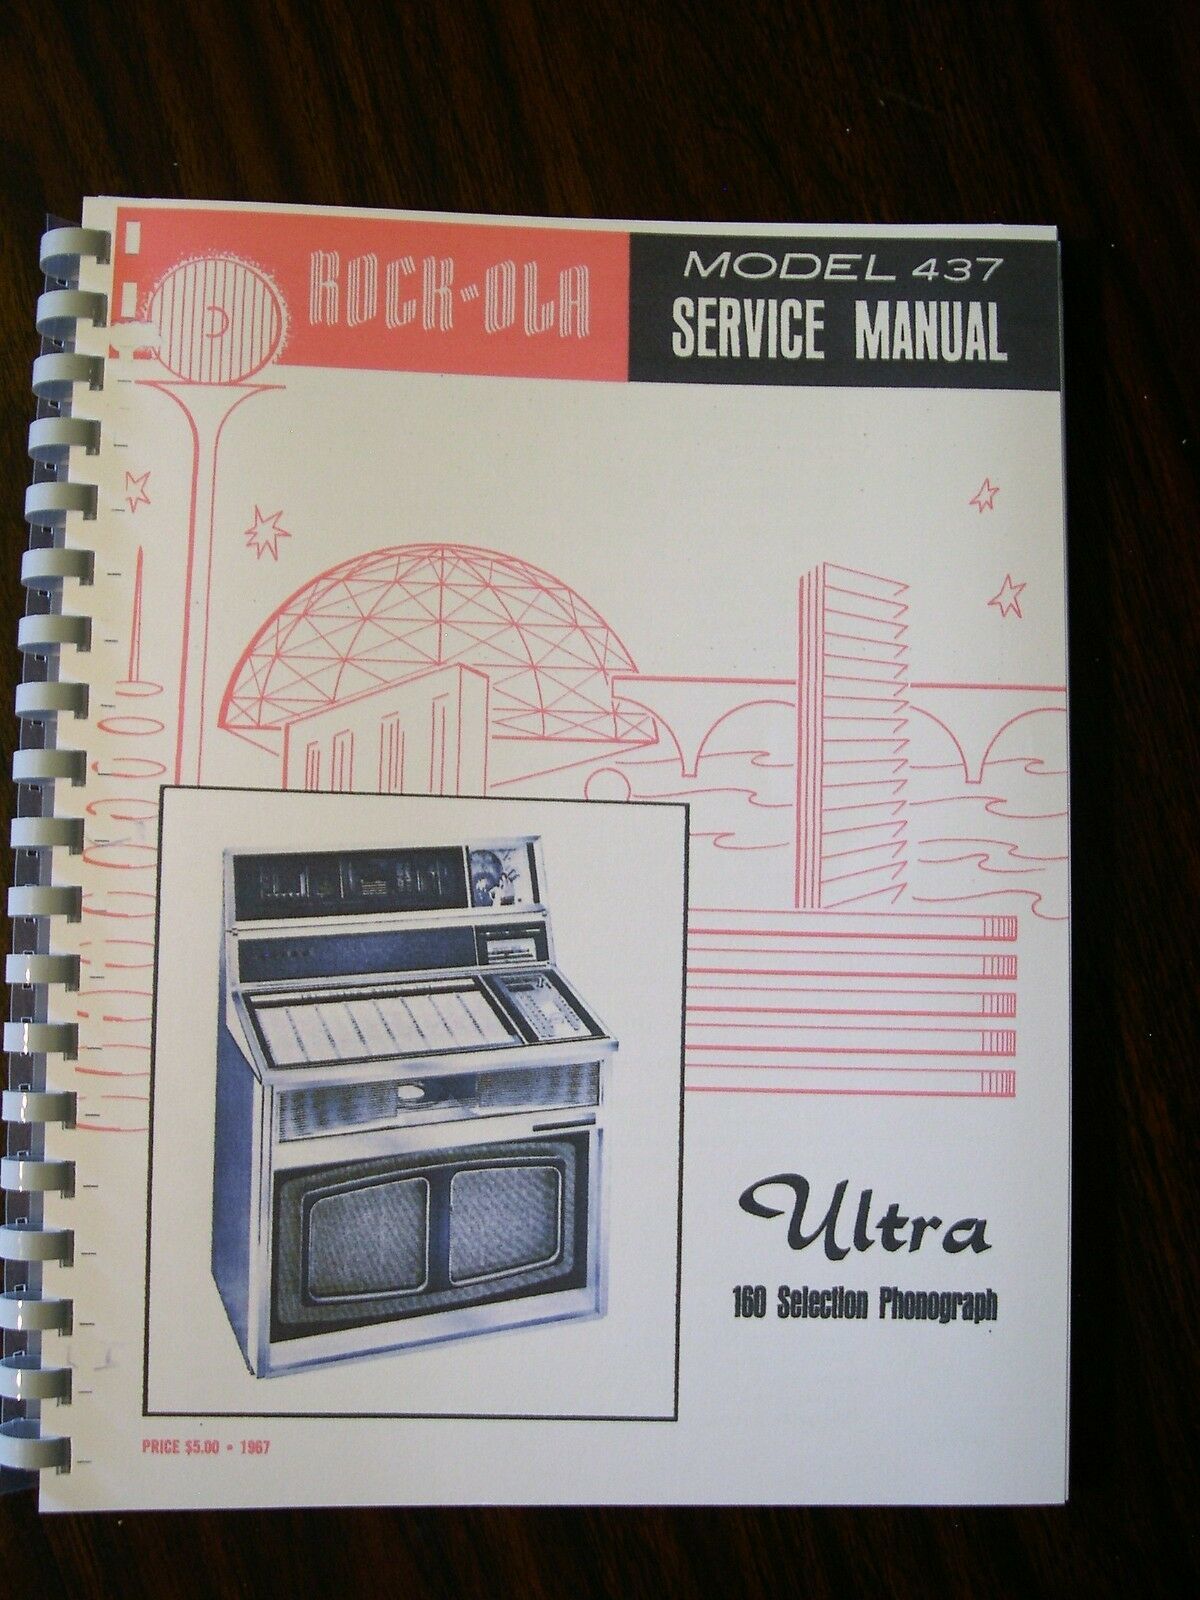 ROCK-OLA
MODEL 437
SERVICE MANUAL
Ultra
160 Selection Phonograph
PRICE $5.00 • 1967